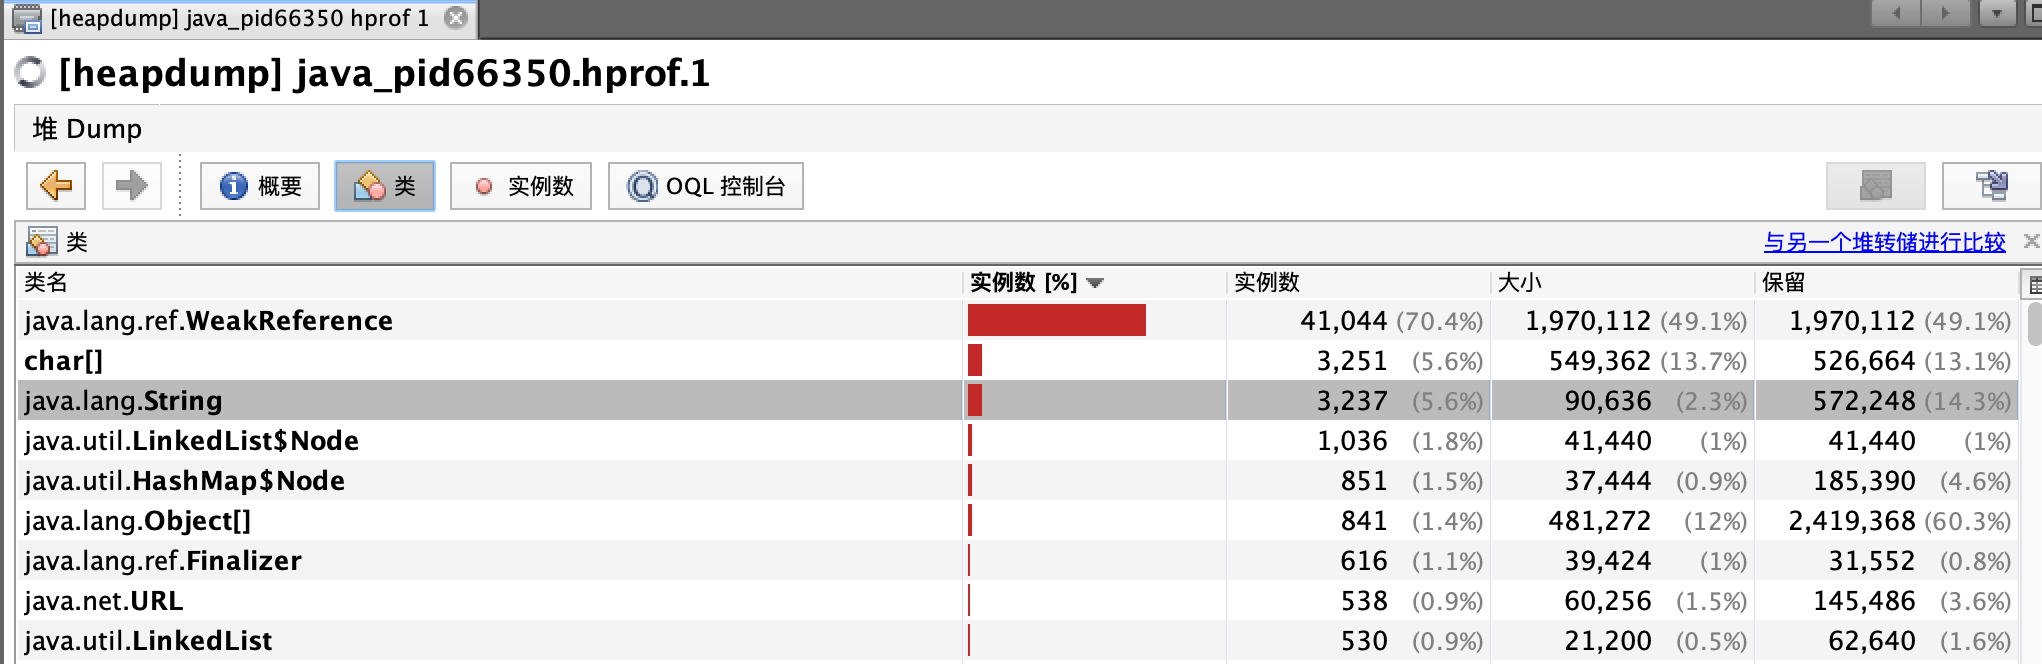 [heapdump] java_pid66350 hprof 1
[heapdump] java_pid66350.hprof.1
堆 Dump
概要 类 实例数 OQL 控制台
类 与另一个堆转储进行比较
类名 实例数 [%] 实例数 大小 保留
java.lang.ref.WeakReference 41,044 (70.4%) 1,970,112 (49.1%) 1,970,112 (49.1%)
char[] 3,251 (5.6%) 549,362 (13.7%) 526,664 (13.1%)
java.lang.String 3,237 (5.6%) 90,636 (2.3%) 572,248 (14.3%)
java.util.LinkedList$Node 1,036 (1.8%) 41,440 (1%) 41,440 (1%)
java.util.HashMap$Node 851 (1.5%) 37,444 (0.9%) 185,390 (4.6%)
java.lang.Object[] 841 (1.4%) 481,272 (12%) 2,419,368 (60.3%)
java.lang.ref.Finalizer 616 (1.1%) 39,424 (1%) 31,552 (0.8%)
java.net.URL 538 (0.9%) 60,256 (1.5%) 145,486 (3.6%)
java.util.LinkedList 530 (0.9%) 21,200 (0.5%) 62,640 (1.6%)